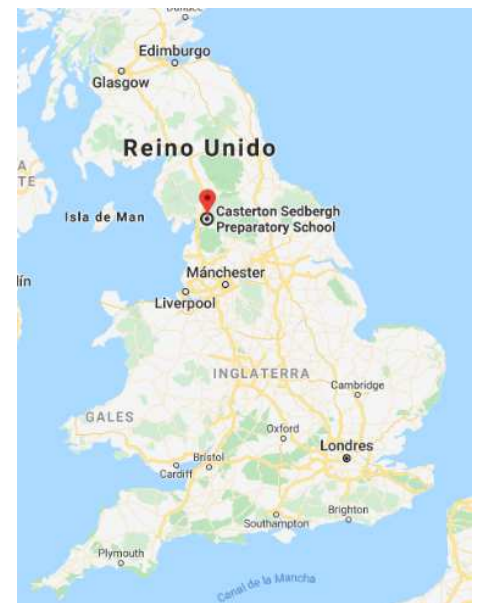 Dundee
Edimburgo
Glasgow
Reino Unido
Isla de Man
Casterton Sedbergh
Preparatory School
Mánchester
Liverpool
INGLATERRA
Cambridge
GALES
Oxford
Londres
Bristol
Cardiff
Brighton
Southampton
Plymouth
Canal de la Mancha